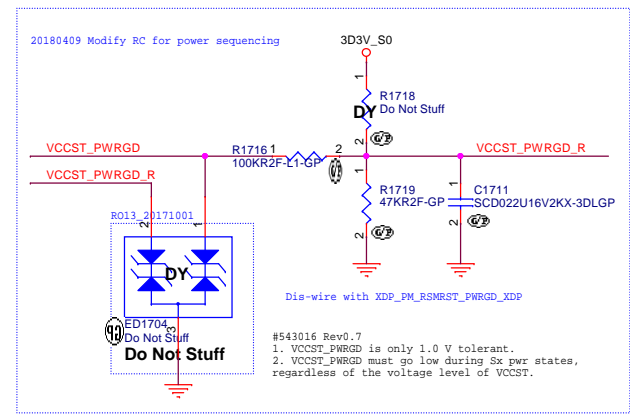 20180409 Modify RC for power sequencing
3D3V_S0
1
R1718
DY Do Not Stuff
2 G/P
VCCST_PWRGD
R1716 1
2
VCCST_PWRGD_R
100KR2F-L1-GP
VCCST_PWRGD_R
1
R1719
47KR2F-GP
2
1
C1711
SCD022U16V2KX-3DLGP
2
RO13_20171001
2
1
DY
3
ED1704
Do Not Stuff
Do Not Stuff
Dis-wire with XDP_PM_RSMRST_PWRGD_XDP
#543016 Rev0.7
1. VCCST_PWRGD is only 1.0 V tolerant.
2. VCCST_PWRGD must go low during Sx pwr states,
regardless of the voltage level of VCCST.